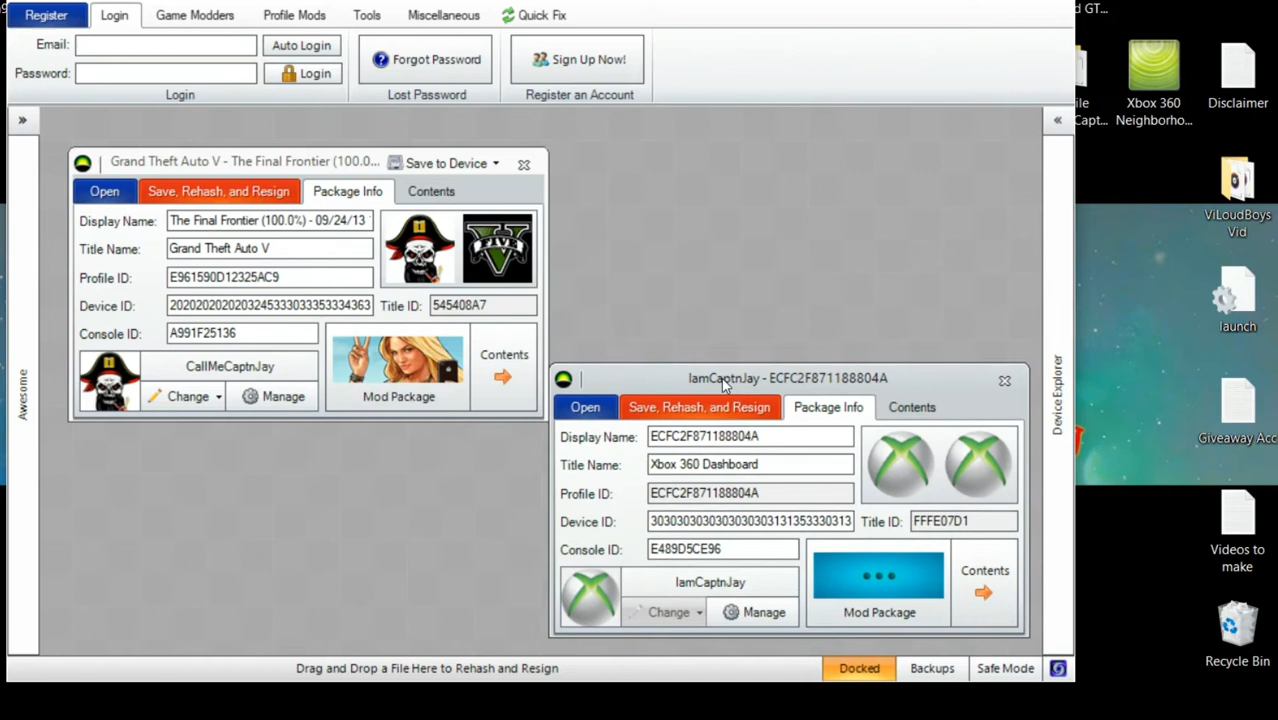 Register Login Game Modders Profile Mods Tools Miscellaneous Quick Fix
Email: Auto Login
Password: Login
Forgot Password
Sign Up Now!
Login Lost Password Register an Account
»
«
Awesome
Device Explorer
Grand Theft Auto V - The Final Frontier (100.0... Save to Device
Open Save, Rehash, and Resign Package Info Contents
Display Name: The Final Frontier (100.0%) - 09/24/13
Title Name: Grand Theft Auto V
Profile ID: E961590D12325AC9
Device ID: Title ID: 545408A7
Console ID: A991F25136
CallMeCaptnJay
Change Manage
Mod Package
Contents
FIVE
IamCaptnJay - ECFC2F871188804A
Open Save, Rehash, and Resign Package Info Contents
Display Name: ECFC2F871188804A
Title Name: Xbox 360 Dashboard
Profile ID: ECFC2F871188804A
Device ID: Title ID: FFFE07D1
Console ID: E489D5CE96
IamCaptnJay
Change Manage
Mod Package
Contents
Drag and Drop a File Here to Rehash and Resign Docked Backups Safe Mode
GT...
Capt...
Xbox 360
Neighborho...
Disclaimer
ViLoudBoys
Vid
launch
Giveaway Acc
Videos to
make
Recycle Bin